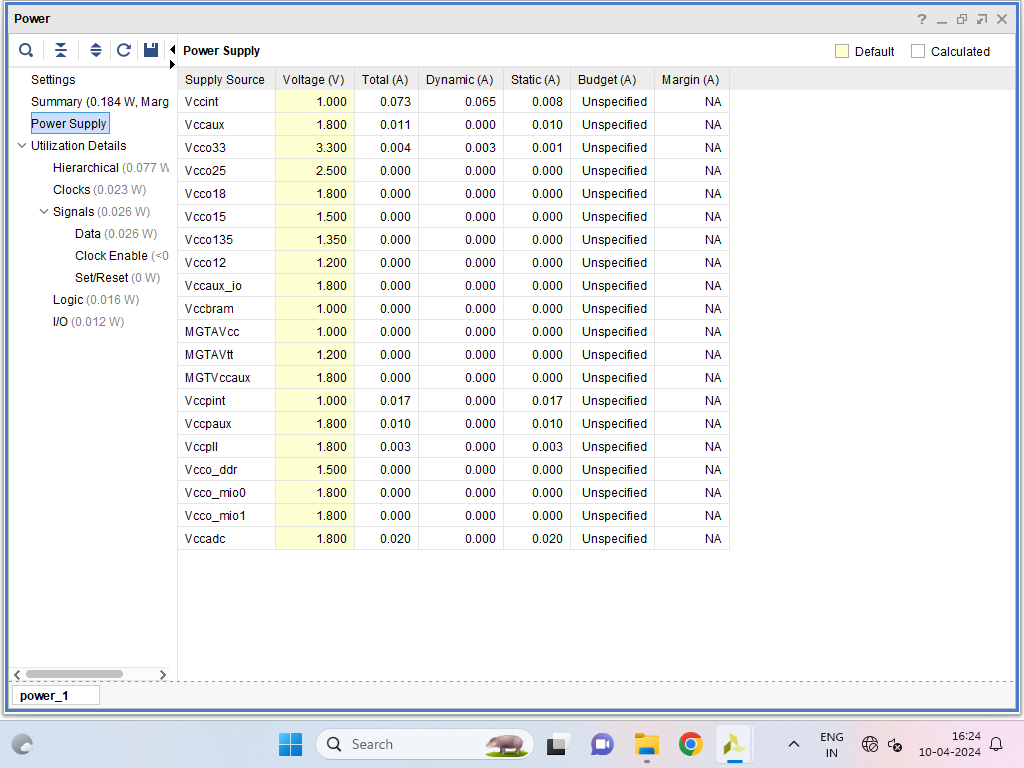 Power
Power Supply
Default
Calculated
Settings
Summary (0.184 W, Marg
Power Supply
Utilization Details
Hierarchical (0.077 W
Clocks (0.023 W)
Signals (0.026 W)
Data (0.026 W)
Clock Enable (<0
Set/Reset (0 W)
Logic (0.016 W)
I/O (0.012 W)
Supply Source Voltage (V) Total (A) Dynamic (A) Static (A) Budget (A) Margin (A)
Vccint 1.000 0.073 0.065 0.008 Unspecified NA
Vccaux 1.800 0.011 0.000 0.010 Unspecified NA
Vcco33 3.300 0.004 0.003 0.001 Unspecified NA
Vcco25 2.500 0.000 0.000 0.000 Unspecified NA
Vcco18 1.800 0.000 0.000 0.000 Unspecified NA
Vcco15 1.500 0.000 0.000 0.000 Unspecified NA
Vcco135 1.350 0.000 0.000 0.000 Unspecified NA
Vcco12 1.200 0.000 0.000 0.000 Unspecified NA
Vccaux_io 1.800 0.000 0.000 0.000 Unspecified NA
Vccbram 1.000 0.000 0.000 0.000 Unspecified NA
MGTAVcc 1.000 0.000 0.000 0.000 Unspecified NA
MGTAVtt 1.200 0.000 0.000 0.000 Unspecified NA
MGTVccaux 1.800 0.000 0.000 0.000 Unspecified NA
Vccpint 1.000 0.017 0.000 0.017 Unspecified NA
Vccpaux 1.800 0.010 0.000 0.010 Unspecified NA
Vccpll 1.800 0.003 0.000 0.003 Unspecified NA
Vcco_ddr 1.500 0.000 0.000 0.000 Unspecified NA
Vcco_mio0 1.800 0.000 0.000 0.000 Unspecified NA
Vcco_mio1 1.800 0.000 0.000 0.000 Unspecified NA
Vccadc 1.800 0.020 0.000 0.020 Unspecified NA
power_1
Search
ENG
IN
16:24
10-04-2024